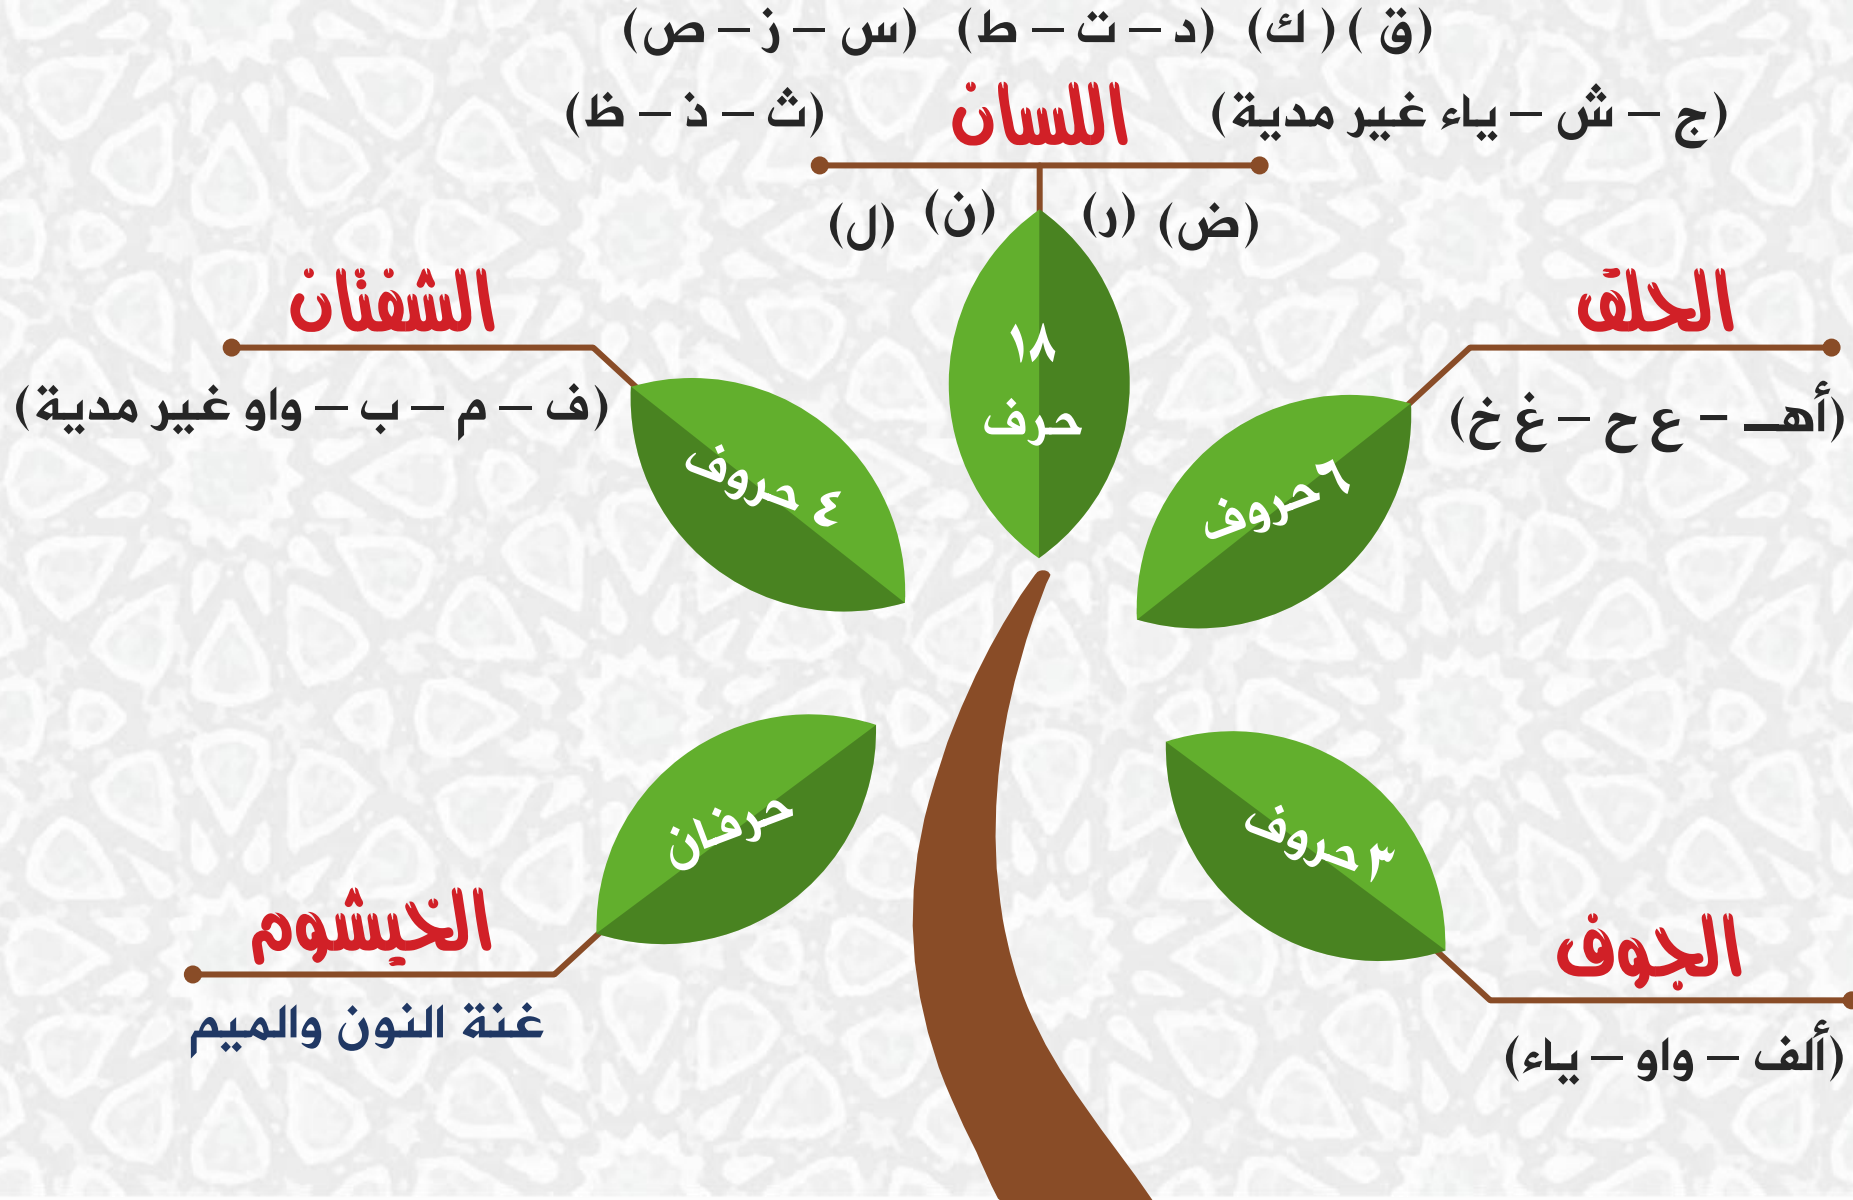 (ق) (ك) (د – ت – ط) (س – ز – ص)
(ج – ش – ياء غير مدية)
اللسان
(ث – ذ – ظ)
(ض) (ر) (ن) (ل)
١٨
حرف
الحلق
(أهـ – ع ح – غ خ)
٦ حروف
الشفتان
(ف – م – ب – واو غير مدية)
٤ حروف
الجوف
(ألف – واو – ياء)
٣ حروف
الخيشوم
غنة النون والميم
حرفان